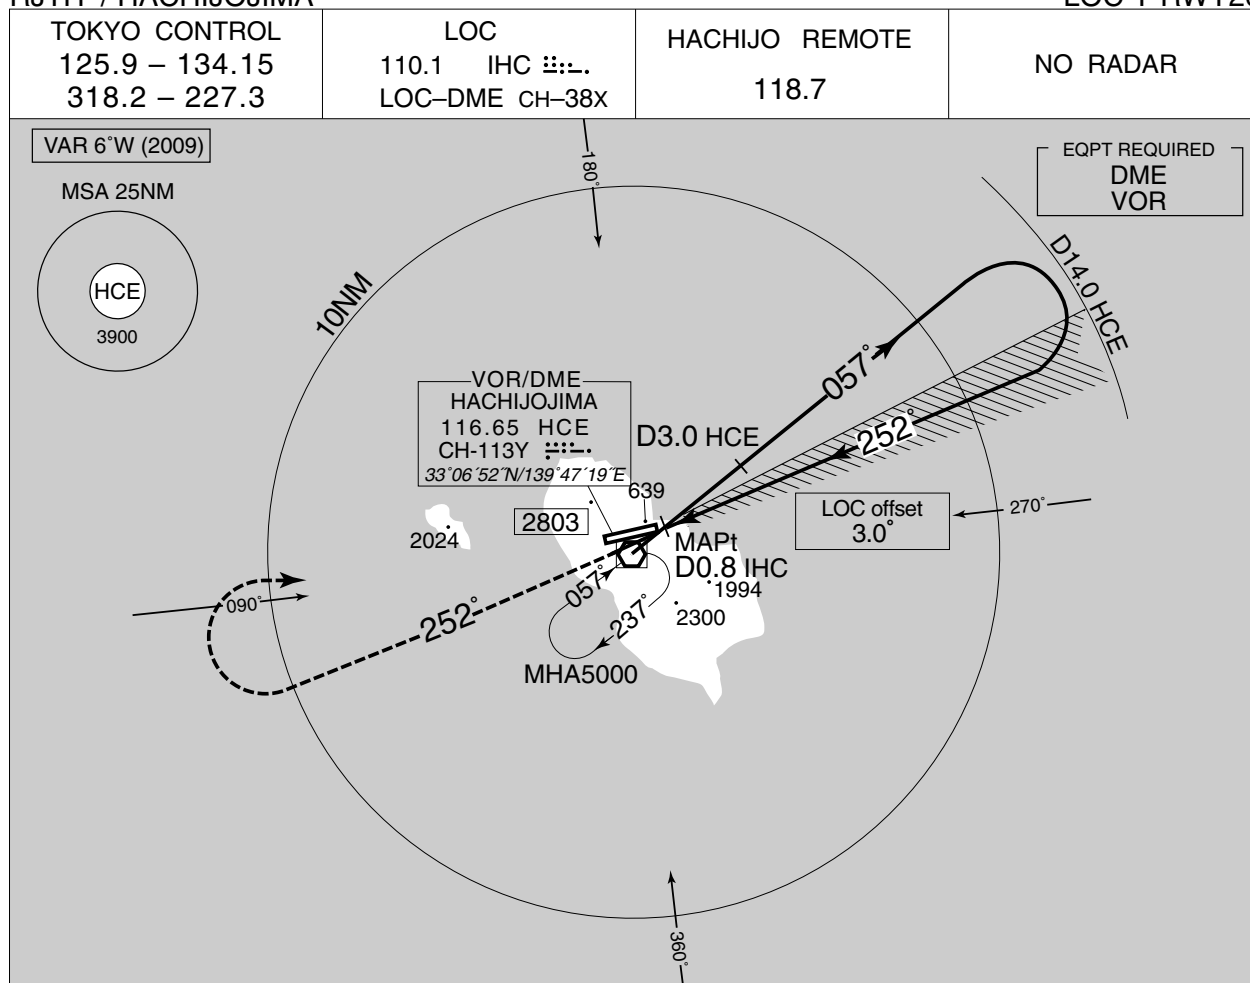 RJTH / HACHIJOJIMA
TOKYO CONTROL
125.9 – 134.15
318.2 – 227.3
LOC
110.1 IHC
LOC–DME CH–38X
HACHIJO REMOTE
118.7
NO RADAR
VAR 6°W (2009)
MSA 25NM
HCE
3900
EQPT REQUIRED
DME
VOR
180°
10NM
D14.0 HCE
057°
252°
VOR/DME
HACHIJOJIMA
116.65 HCE
CH-113Y
33°06′52″N/139°47′19″E
D3.0 HCE
639
2803
2024
LOC offset
3.0°
270°
MAPt
D0.8 IHC
1994
2300
057°
237°
MHA5000
090°
252°
360°